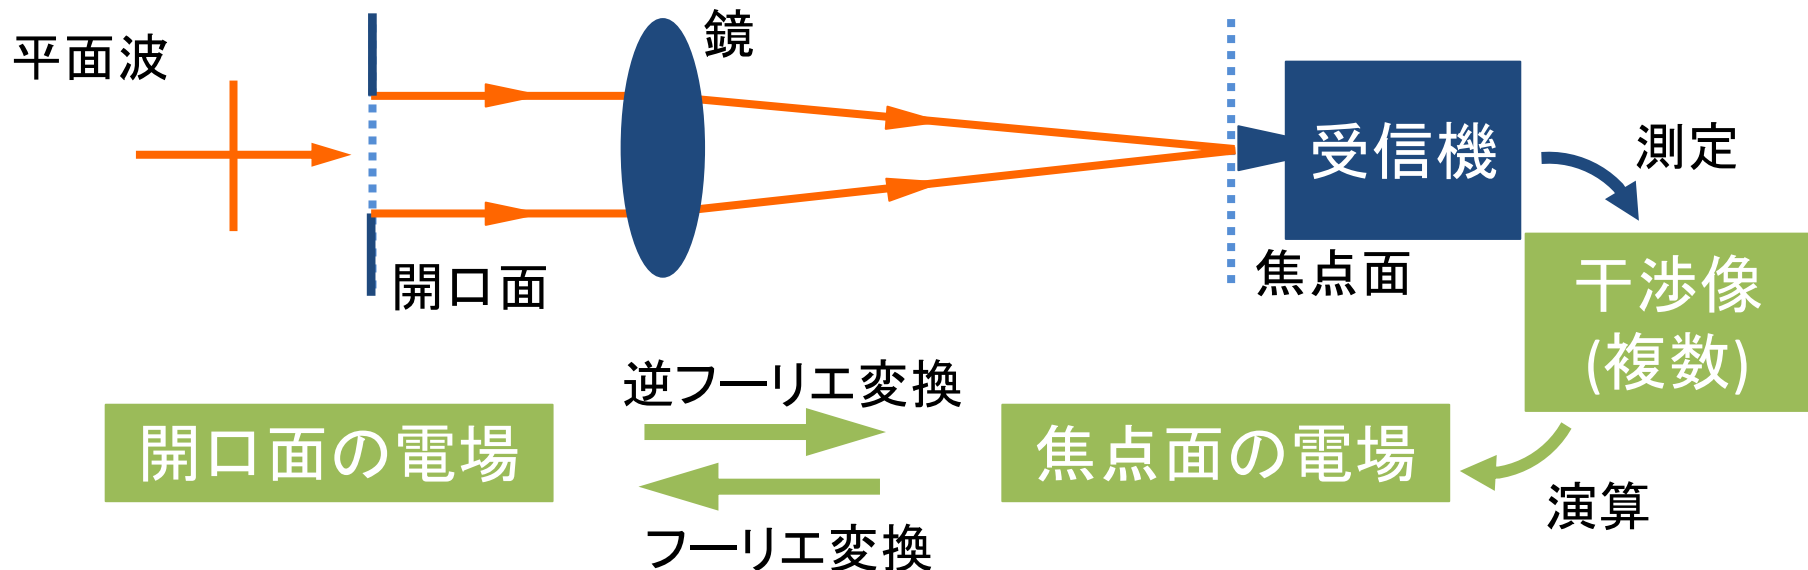 平面波
鏡
受信機
測定
開口面
焦点面
干渉像
(複数)
逆フーリエ変換
開口面の電場
焦点面の電場
演算
フーリエ変換